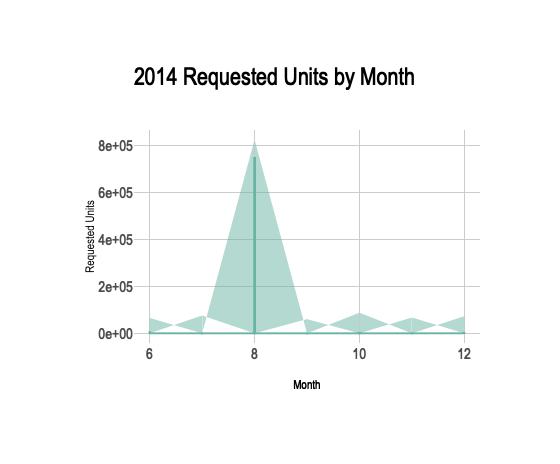 2014 Requested Units by Month
8e+05
6e+05
4e+05
2e+05
0e+00
Requested Units
6 8 10 12
Month